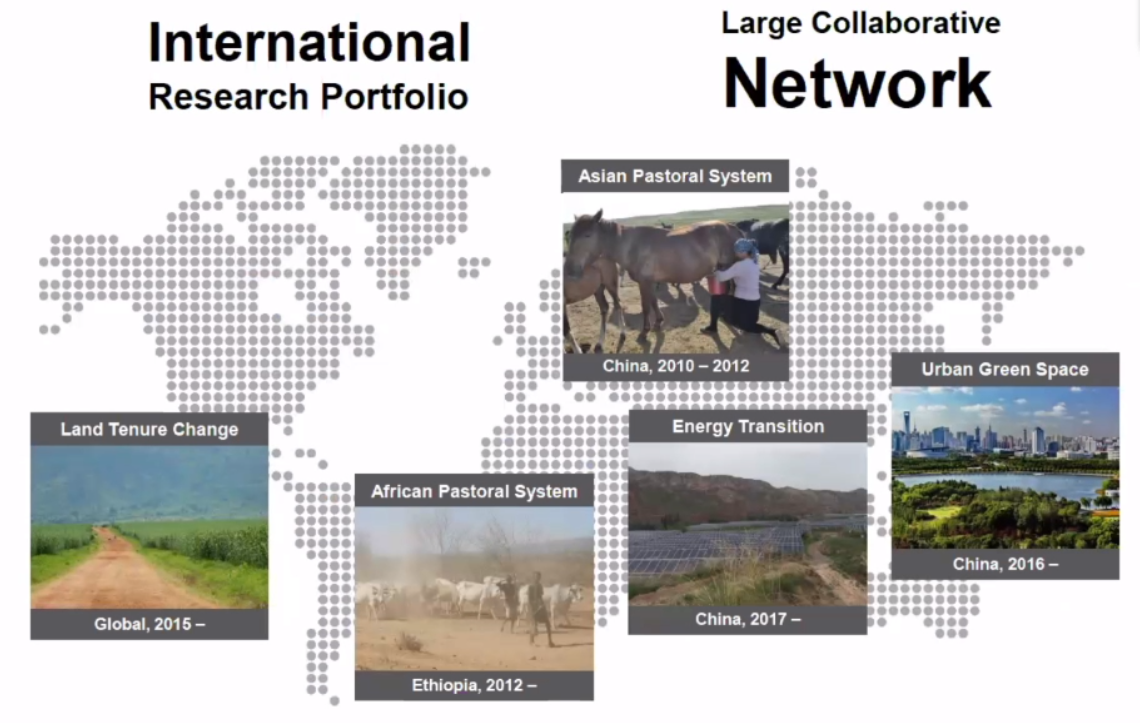 International
Research Portfolio
Large Collaborative
Network
Asian Pastoral System
China, 2010 – 2012
Urban Green Space
China, 2016 –
Land Tenure Change
Global, 2015 –
African Pastoral System
Ethiopia, 2012 –
Energy Transition
China, 2017 –